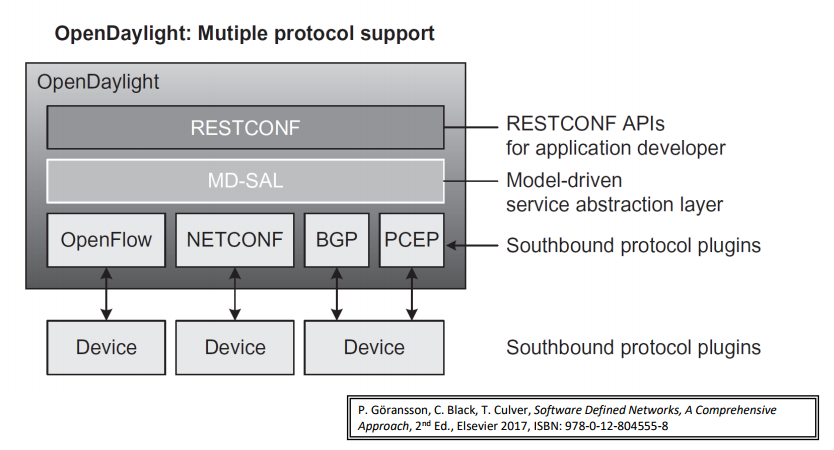 OpenDaylight: Mutiple protocol support
OpenDaylight
RESTCONF
RESTCONF APIs
for application developer
MD-SAL
Model-driven
service abstraction layer
OpenFlow
NETCONF
BGP
PCEP
Southbound protocol plugins
Device
Device
Device
Southbound protocol plugins
P. Göransson, C. Black, T. Culver, Software Defined Networks, A Comprehensive
Approach, 2nd Ed., Elsevier 2017, ISBN: 978-0-12-804555-8